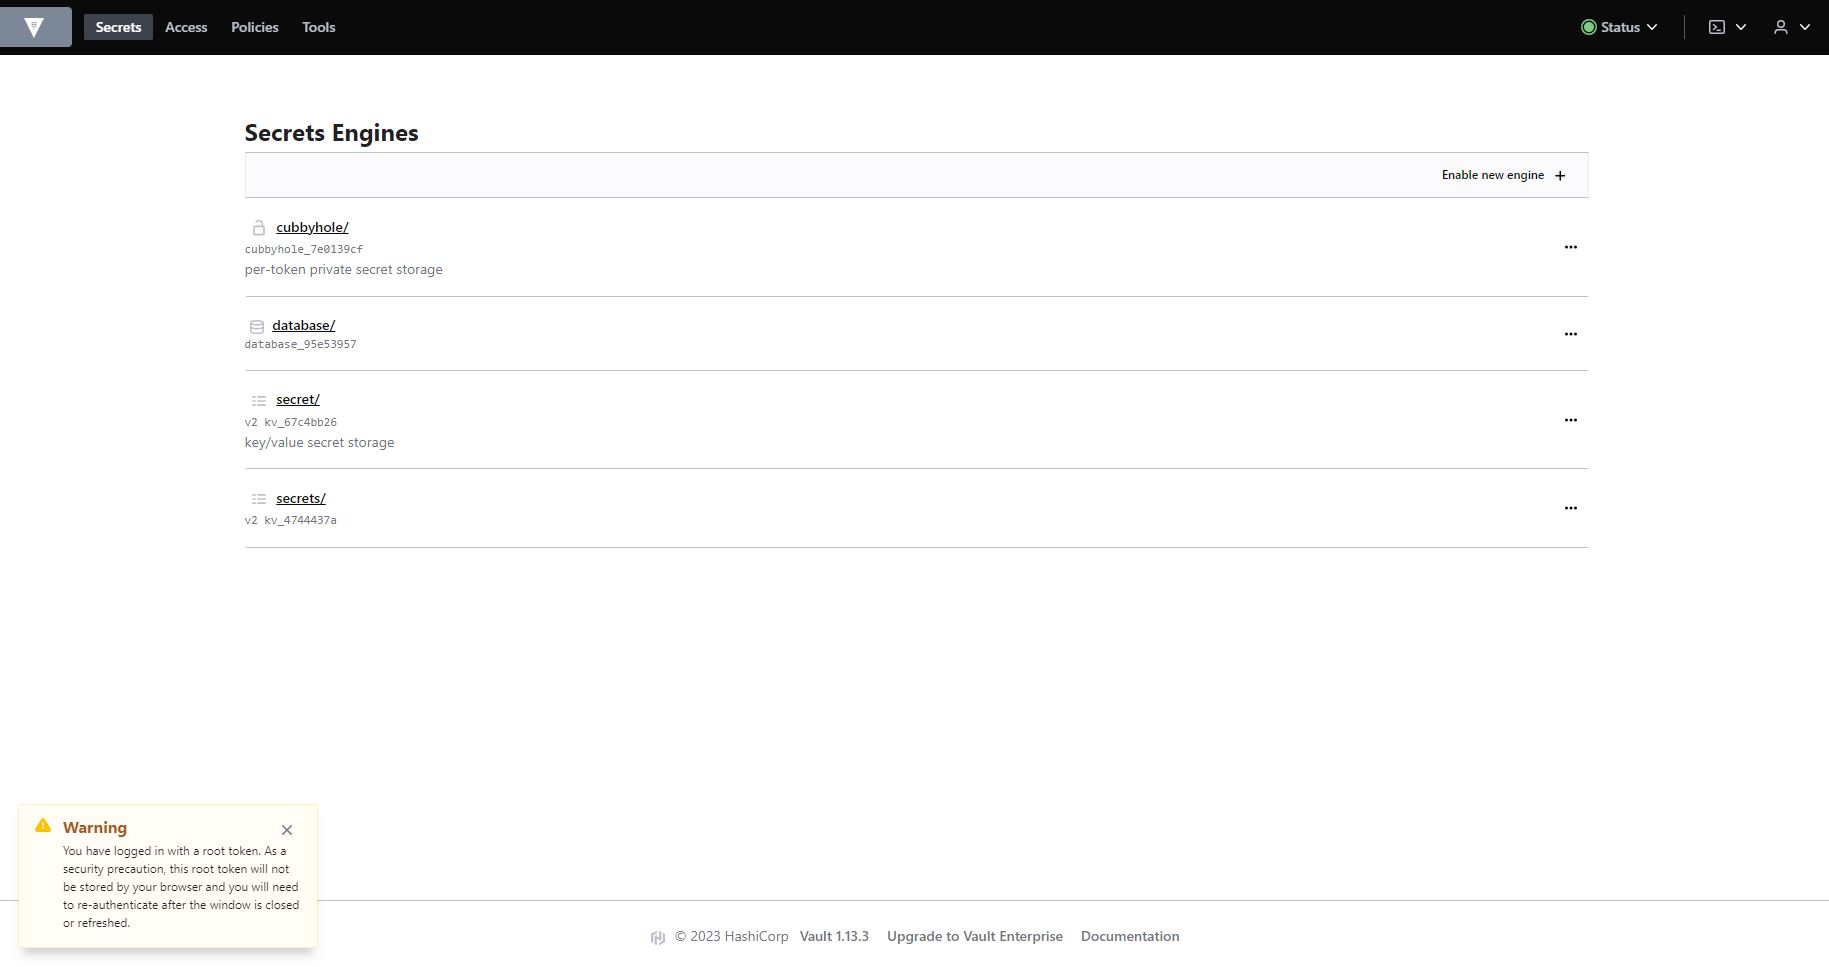 Secrets Access Policies Tools Status
Secrets Engines
Enable new engine
cubbyhole/
cubbyhole_7e0139cf
per-token private secret storage
database/
database_95e53957
secret/
v2 kv_67c4bb26
key/value secret storage
secrets/
v2 kv_4744437a
Warning
You have logged in with a root token. As a
security precaution, this root token will not
be stored by your browser and you will need
to re-authenticate after the window is closed
or refreshed.
© 2023 HashiCorp Vault 1.13.3 Upgrade to Vault Enterprise Documentation